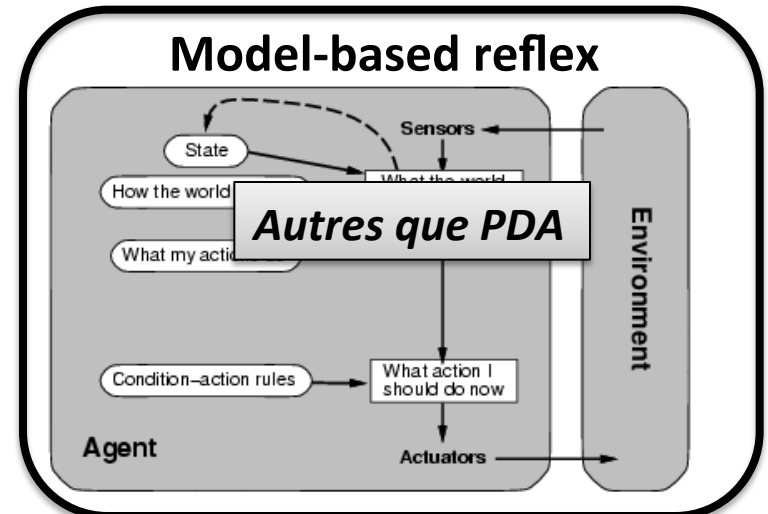 Model-based reflex
Sensors
State
What the world
How the world
Autres que PDA
What my acti
Environment
What action I
should do now
Condition–action rules
Agent
Actuators